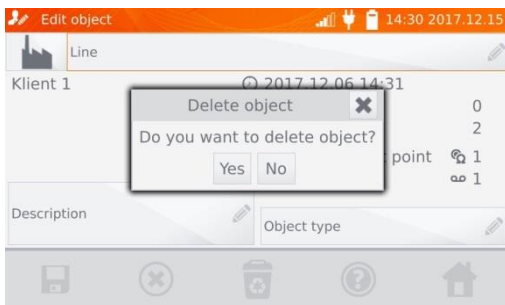 Edit object
14:30 2017.12.15
Line
Klient 1
2017.12.06 14:31
Delete object
0
Do you want to delete object?
2
Yes No
point
1
1
Description
Object type